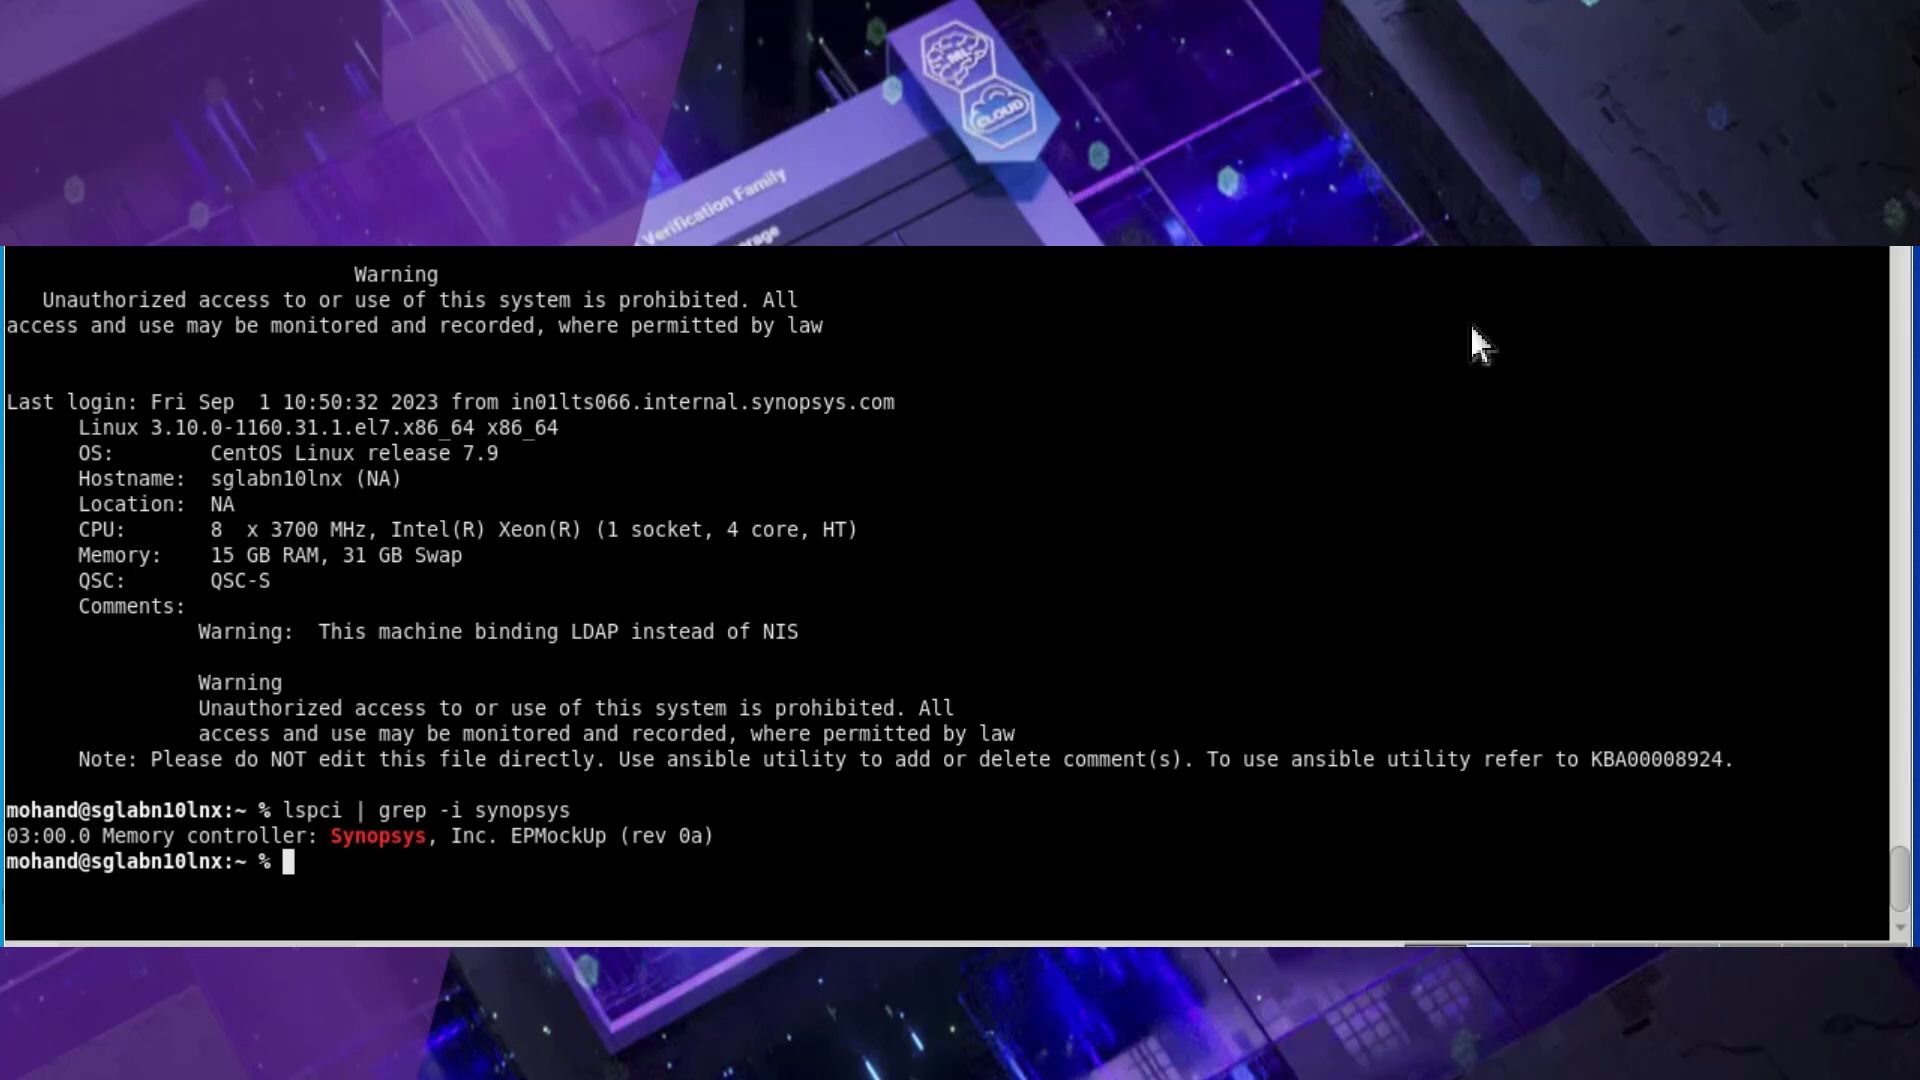 ML
CLOUD
Verification Family
Warning
Unauthorized access to or use of this system is prohibited. All
access and use may be monitored and recorded, where permitted by law
Last login: Fri Sep  1 10:50:32 2023 from in01lts066.internal.synopsys.com
Linux 3.10.0-1160.31.1.el7.x86_64 x86_64
OS:       CentOS Linux release 7.9
Hostname:  sglabn10lnx (NA)
Location:  NA
CPU:       8  x 3700 MHz, Intel(R) Xeon(R) (1 socket, 4 core, HT)
Memory:    15 GB RAM, 31 GB Swap
QSC:       QSC-S
Comments:
Warning:  This machine binding LDAP instead of NIS
Warning
Unauthorized access to or use of this system is prohibited. All
access and use may be monitored and recorded, where permitted by law
Note: Please do NOT edit this file directly. Use ansible utility to add or delete comment(s). To use ansible utility refer to KBA00008924.
mohand@sglabn10lnx:~ % lspci | grep -i synopsys
03:00.0 Memory controller: Synopsys, Inc. EPMockUp (rev 0a)
mohand@sglabn10lnx:~ %